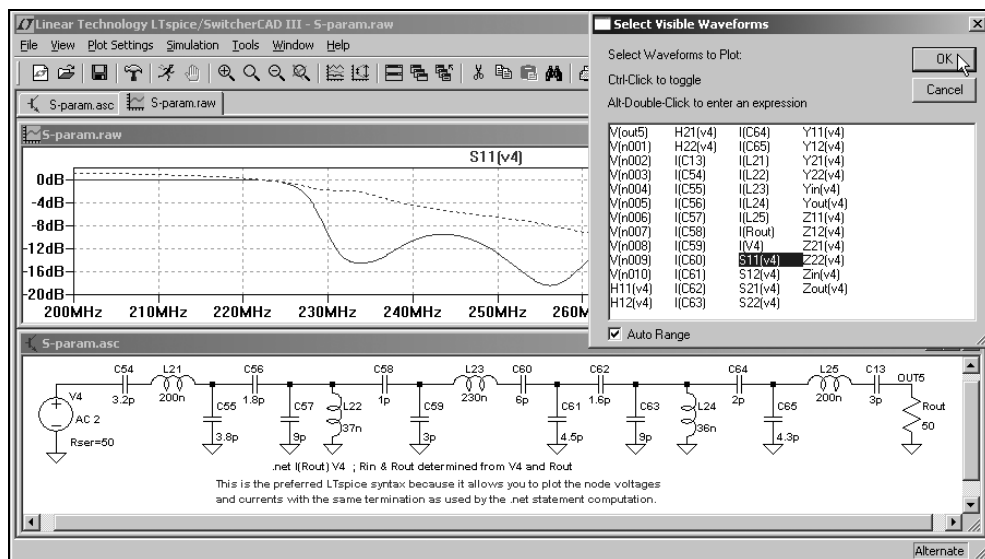 Linear Technology LTspice/SwitcherCAD III - S-param.raw
File View Plot Settings Simulation Tools Window Help
S-param.asc S-param.raw
S-param.raw
S11(v4)
0dB
-4dB
-8dB
-12dB
-16dB
-20dB
200MHz 210MHz 220MHz 230MHz 240MHz 250MHz
Select Visible Waveforms
Select Waveforms to Plot:
Ctrl-Click to toggle
Alt-Double-Click to enter an expression
OK
Cancel
V(out5) H21(v4) I(C64) Y11(v4)
V(n001) H22(v4) I(C65) Y12(v4)
V(n002) I(C13) I(L21) Y21(v4)
V(n003) I(C54) I(L22) Y22(v4)
V(n004) I(C55) I(L23) Yin(v4)
V(n005) I(C56) I(L24) Yout(v4)
V(n006) I(C57) I(L25) Z11(v4)
V(n007) I(C58) I(Rout) Z12(v4)
V(n008) I(C59) I(V4) Z21(v4)
V(n009) I(C60) S11(v4) Z22(v4)
V(n010) I(C61) S12(v4) Zin(v4)
H11(v4) I(C62) S21(v4) Zout(v4)
H12(v4) I(C63) S22(v4)
Auto Range
S-param.asc
C54 L21 C56 C58 L23 C60 C62 C64 L25 C13 OUT5
3.2p 200n 1.8p 1p 230n 6p 1.6p 2p 200n 3p
V4 C55 C57 L22 C59 C61 C63 L24 C65 Rout
AC 2 3.8p 9p 37n 3p 4.5p 9p 36n 4.3p 50
Rser=50
.net I(Rout) V4 ; Rin & Rout determined from V4 and Rout
This is the preferred LTspice syntax because it allows you to plot the node voltages
and currents with the same termination as used by the .net statement computation.
Alternate